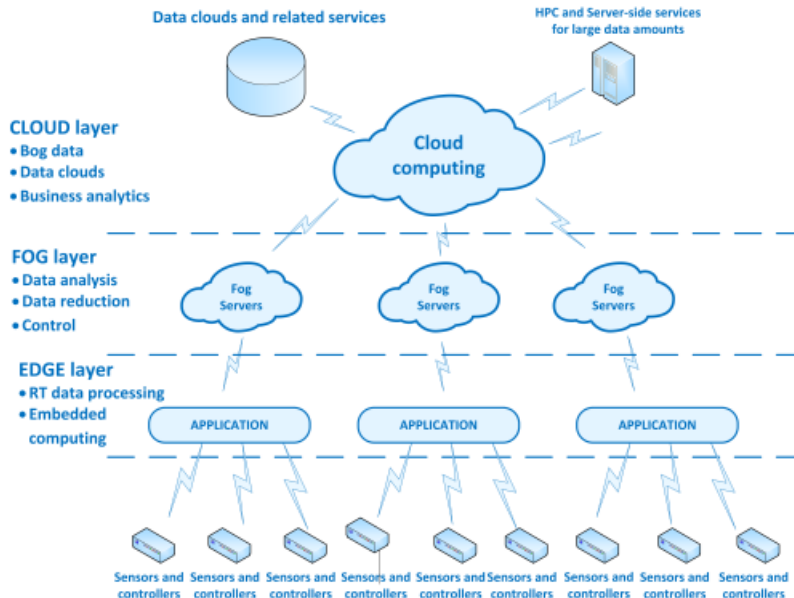 Data clouds and related services
HPC and Server-side services
for large data amounts
CLOUD layer
• Bog data
• Data clouds
• Business analytics
Cloud
computing
FOG layer
• Data analysis
• Data reduction
• Control
Fog
Servers
Fog
Servers
Fog
Servers
EDGE layer
• RT data processing
• Embedded
computing
APPLICATION
APPLICATION
APPLICATION
Sensors and
controllers
Sensors and
controllers
Sensors and
controllers
Sensors and
controllers
Sensors and
controllers
Sensors and
controllers
Sensors and
controllers
Sensors and
controllers
Sensors and
controllers